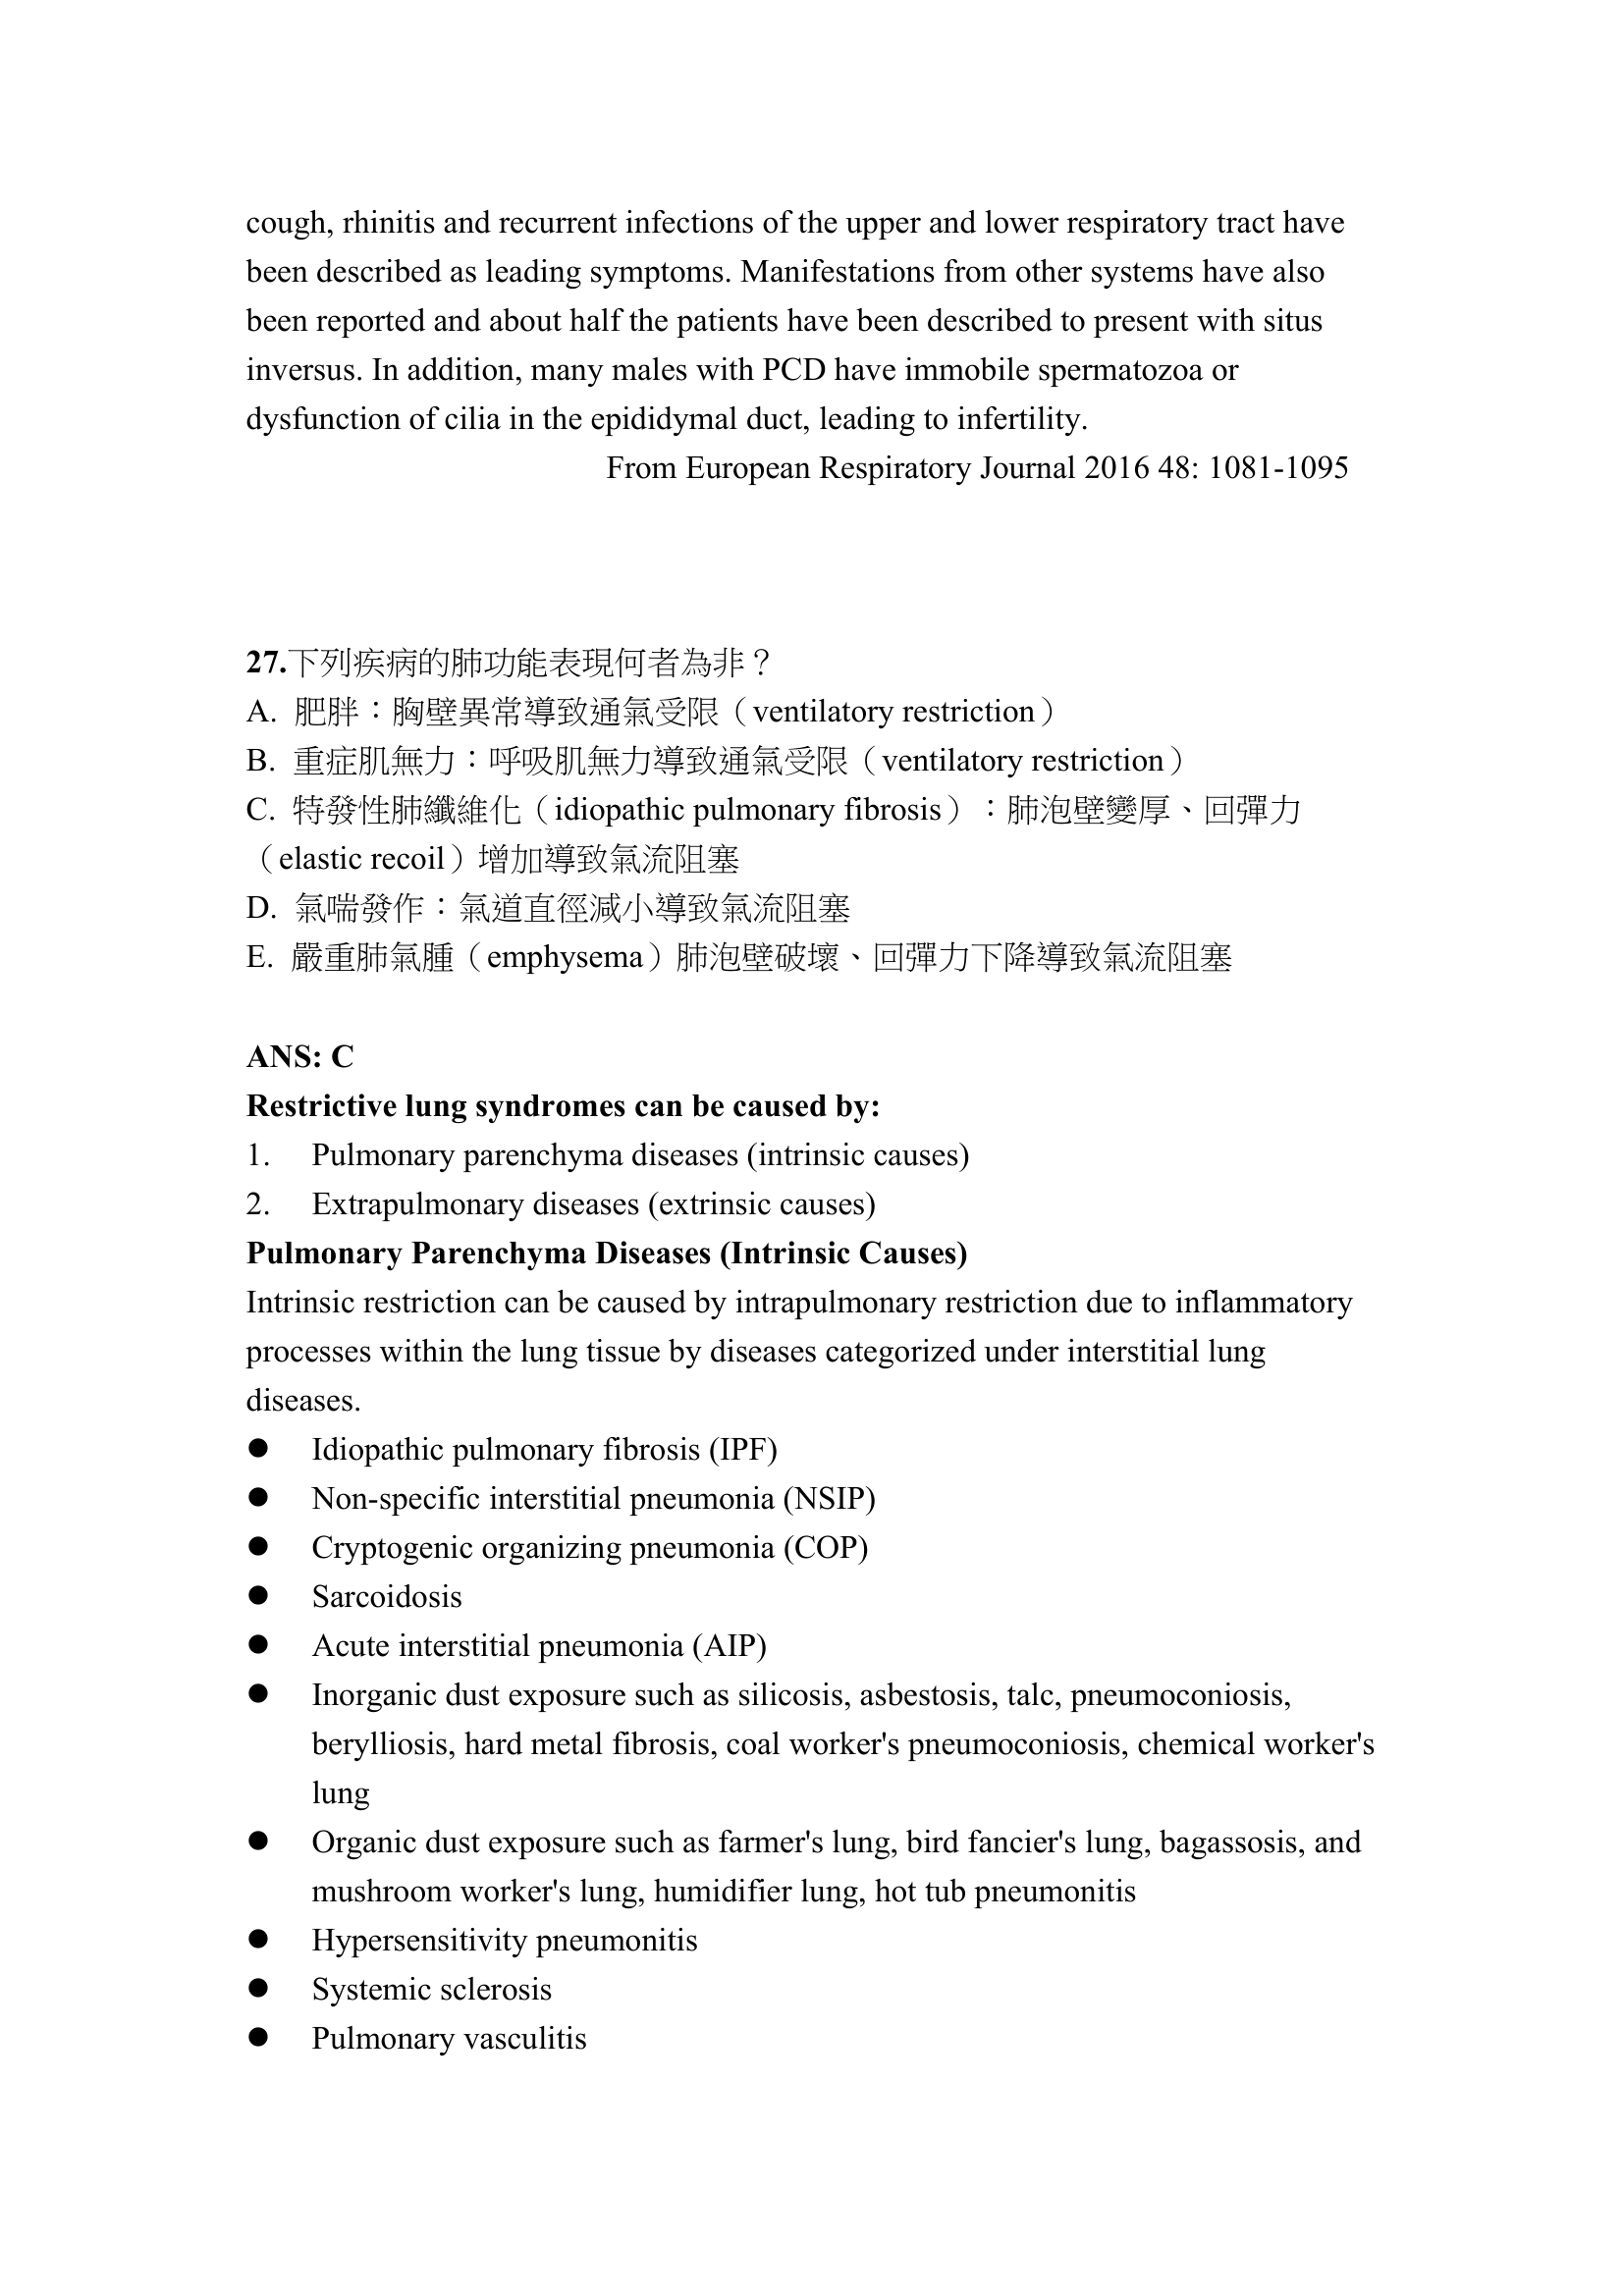 cough, rhinitis and recurrent infections of the upper and lower respiratory tract have
been described as leading symptoms. Manifestations from other systems have also
been reported and about half the patients have been described to present with situs
inversus. In addition, many males with PCD have immobile spermatozoa or
dysfunction of cilia in the epididymal duct, leading to infertility.
From European Respiratory Journal 2016 48: 1081-1095
27.下列疾病的肺功能表現何者為非？
A. 肥胖：胸壁異常導致通氣受限（ventilatory restriction）
B. 重症肌無力：呼吸肌無力導致通氣受限（ventilatory restriction）
C. 特發性肺纖維化（idiopathic pulmonary fibrosis）：肺泡壁變厚、回彈力
（elastic recoil）增加導致氣流阻塞
D. 氣喘發作：氣道直徑減小導致氣流阻塞
E. 嚴重肺氣腫（emphysema）肺泡壁破壞、回彈力下降導致氣流阻塞
ANS: C
Restrictive lung syndromes can be caused by:
1. Pulmonary parenchyma diseases (intrinsic causes)
2. Extrapulmonary diseases (extrinsic causes)
Pulmonary Parenchyma Diseases (Intrinsic Causes)
Intrinsic restriction can be caused by intrapulmonary restriction due to inflammatory
processes within the lung tissue by diseases categorized under interstitial lung
diseases.
● Idiopathic pulmonary fibrosis (IPF)
● Non-specific interstitial pneumonia (NSIP)
● Cryptogenic organizing pneumonia (COP)
● Sarcoidosis
● Acute interstitial pneumonia (AIP)
● Inorganic dust exposure such as silicosis, asbestosis, talc, pneumoconiosis,
berylliosis, hard metal fibrosis, coal worker's pneumoconiosis, chemical worker's
lung
● Organic dust exposure such as farmer's lung, bird fancier's lung, bagassosis, and
mushroom worker's lung, humidifier lung, hot tub pneumonitis
● Hypersensitivity pneumonitis
● Systemic sclerosis
● Pulmonary vasculitis